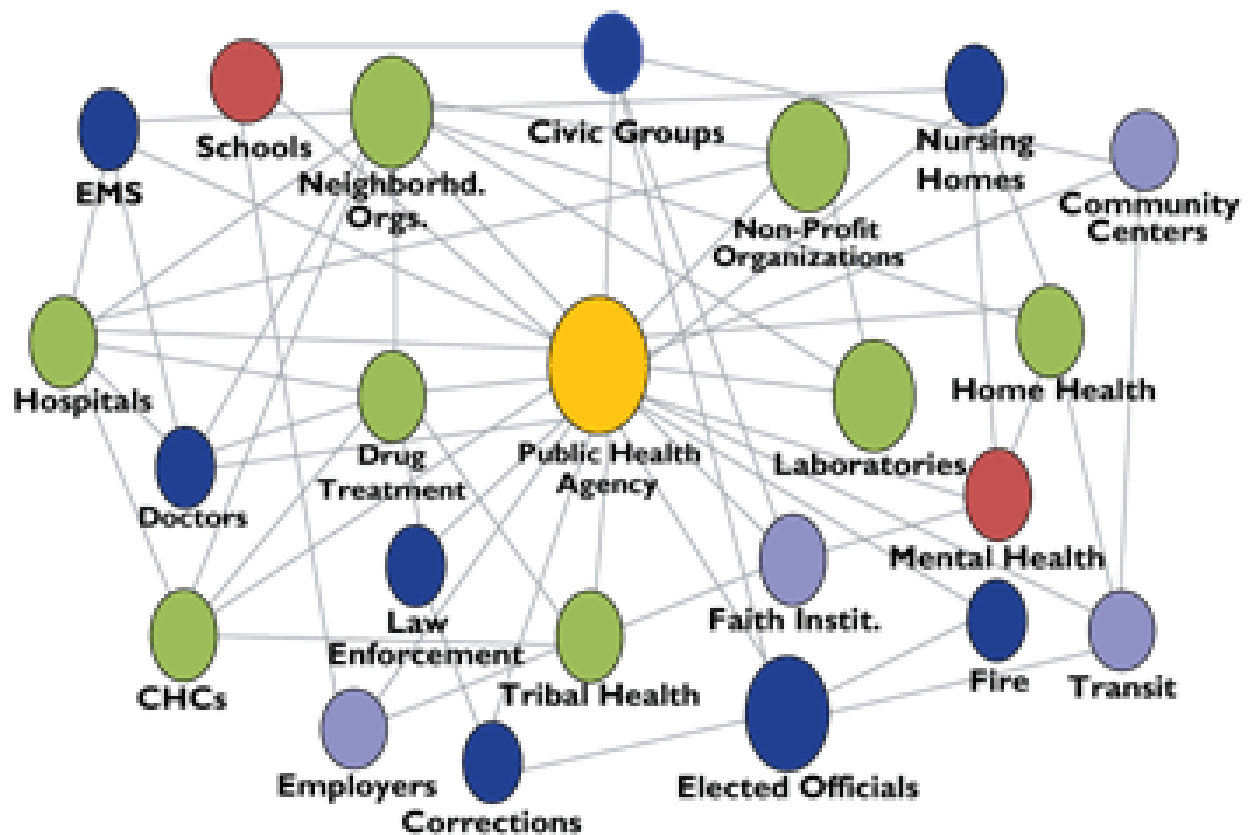 Schools
EMS
Neighborhd.
Orgs.
Civic Groups
Nursing
Homes
Non-Profit
Organizations
Community
Centers
Hospitals
Home Health
Drug
Treatment
Public Health
Agency
Laboratories
Doctors
Mental Health
Law
Enforcement
Faith Instit.
CHCs
Tribal Health
Fire
Transit
Employers
Elected Officials
Corrections